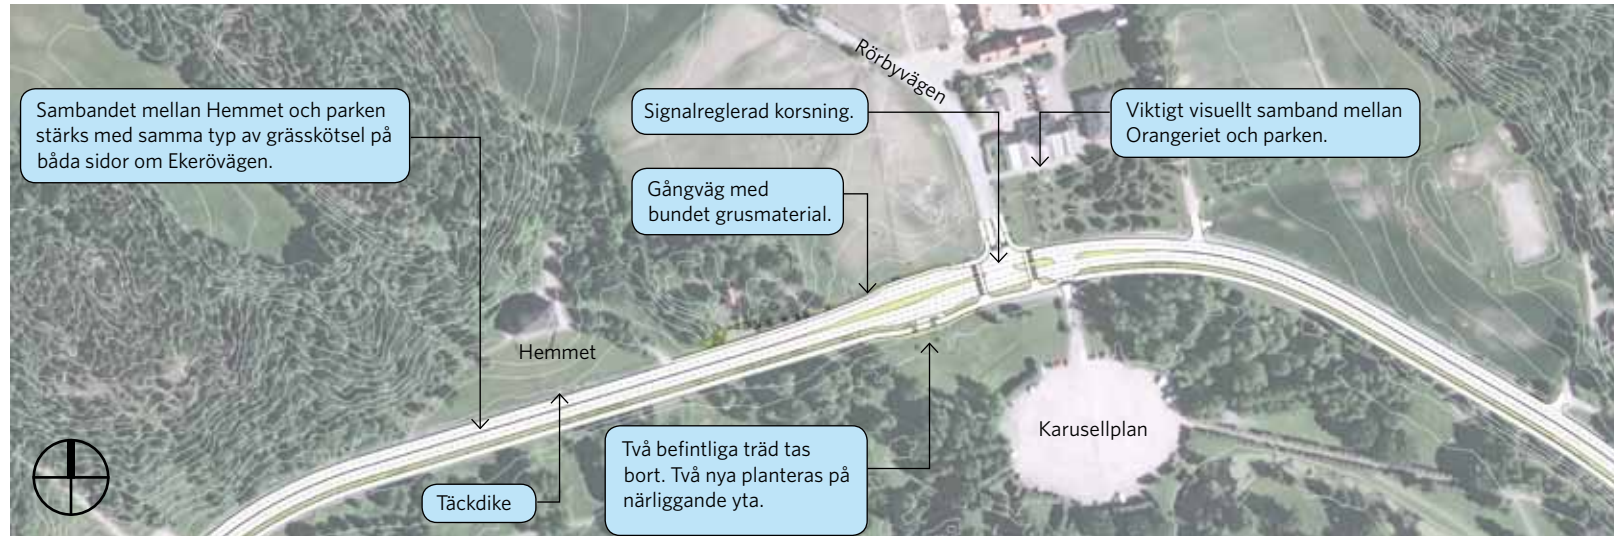 Rörbyvägen
Sambandet mellan Hemmet och parken
stärks med samma typ av grässkötsel på
båda sidor om Ekerövägen.
Signalreglerad korsning.
Viktigt visuellt samband mellan
Orangeriet och parken.
Gångväg med
bundet grusmaterial.
Hemmet
Karusellplan
Två befintliga träd tas
bort. Två nya planteras på
närliggande yta.
Täckdike